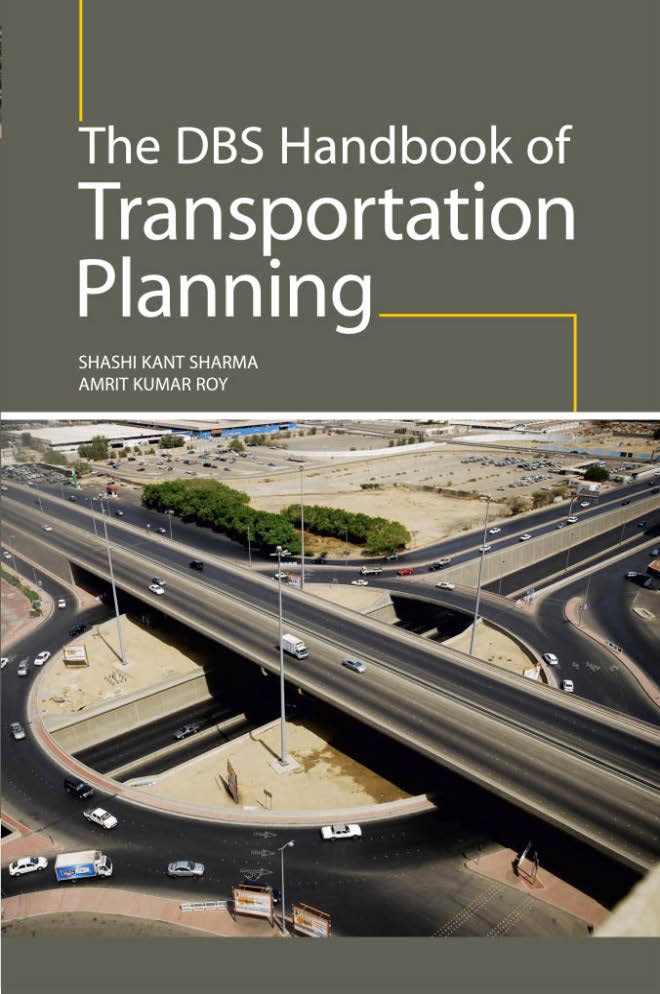 The DBS Handbook of
Transportation
Planning
SHASHI KANT SHARMA
AMRIT KUMAR ROY